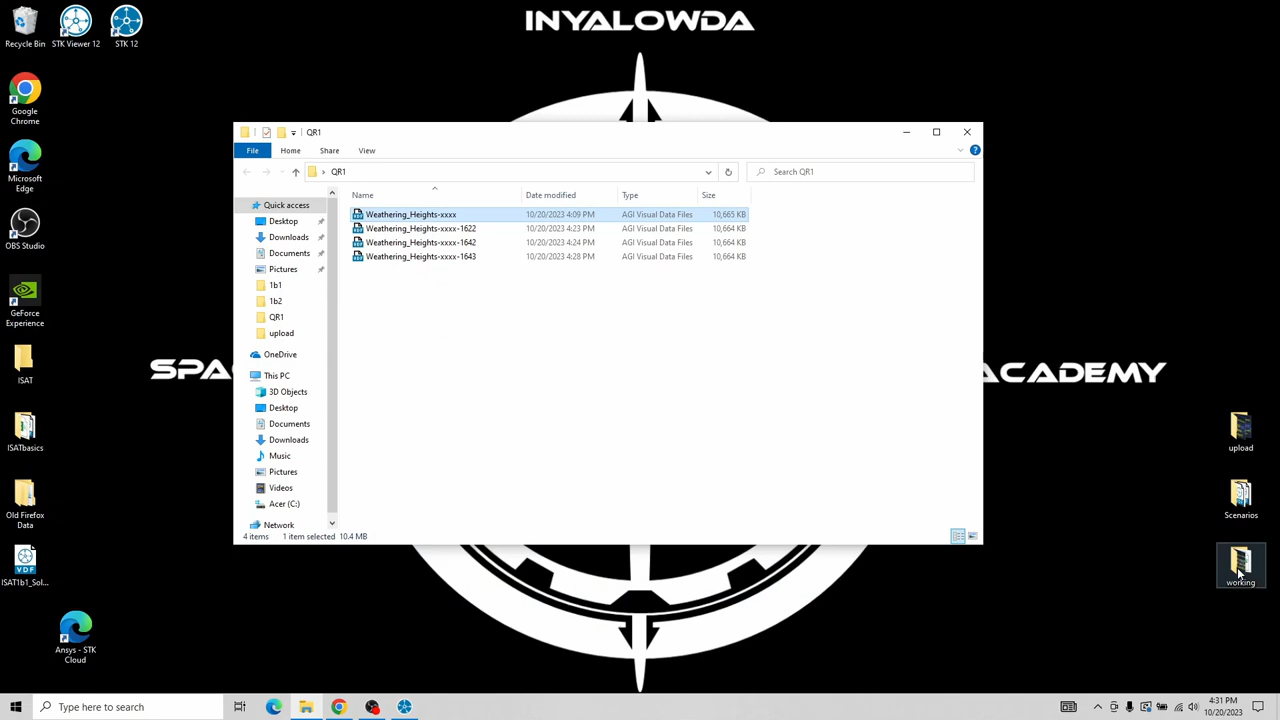 INYALOWDA
Recycle Bin
STK Viewer 12
STK 12
Google
Chrome
Microsoft
Edge
OBS Studio
GeForce
Experience
ISAT
ISATbasics
Old Firefox
Data
ISAT1b1_Sol...
Ansys - STK
Cloud
QR1
File
Home
Share
View
QR1
Search QR1
Name
Date modified
Type
Size
Weathering_Heights-xxxx 10/20/2023 4:09 PM AGI Visual Data Files 10,665 KB
Weathering_Heights-xxxx-1622 10/20/2023 4:23 PM AGI Visual Data Files 10,664 KB
Weathering_Heights-xxxx-1642 10/20/2023 4:24 PM AGI Visual Data Files 10,664 KB
Weathering_Heights-xxxx-1643 10/20/2023 4:28 PM AGI Visual Data Files 10,664 KB
Quick access
Desktop
Downloads
Documents
Pictures
1b1
1b2
QR1
upload
OneDrive
This PC
3D Objects
Desktop
Documents
Downloads
Music
Pictures
Videos
Acer (C:)
Network
4 items 1 item selected 10.4 MB
SPA
ACADEMY
upload
Scenarios
working
VDF
Type here to search
4:31 PM
10/20/2023